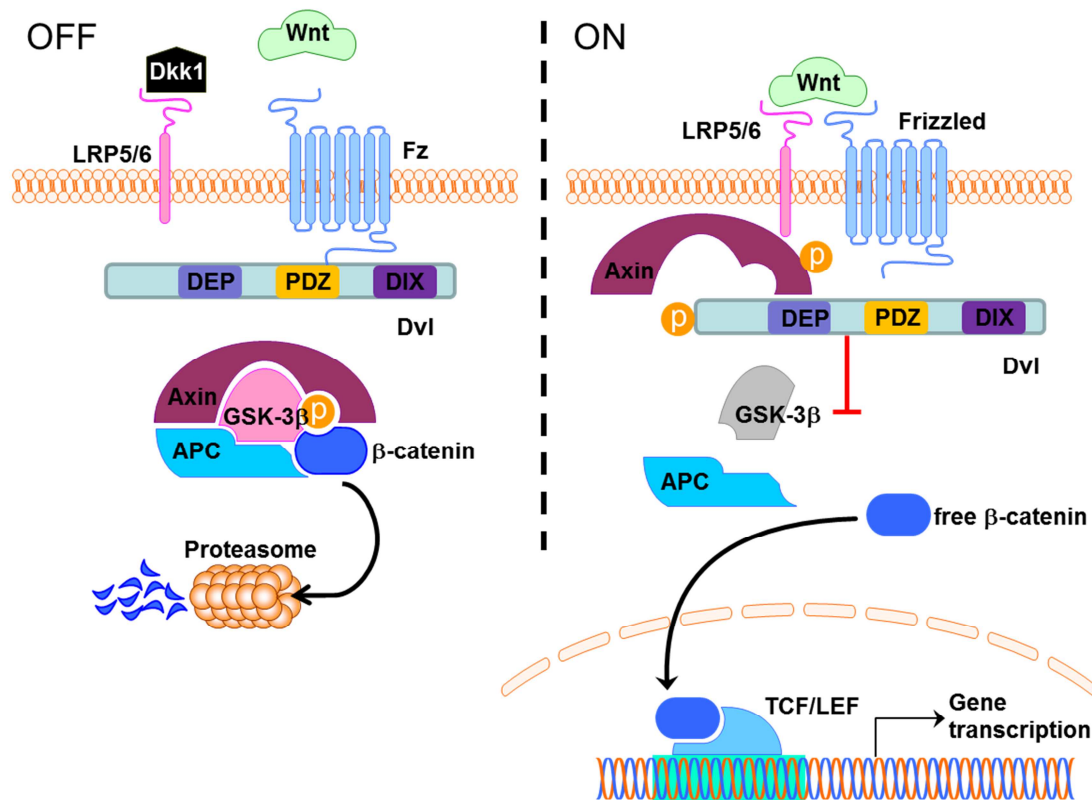 OFF
Wnt
Dkk1
LRP5/6
Fz
DEP
PDZ
DIX
Dvl
Axin
GSK-3β
p
APC
β-catenin
Proteasome
ON
Wnt
LRP5/6
Frizzled
Axin
p
p
DEP
PDZ
DIX
Dvl
GSK-3β
APC
free β-catenin
TCF/LEF
Gene
transcription